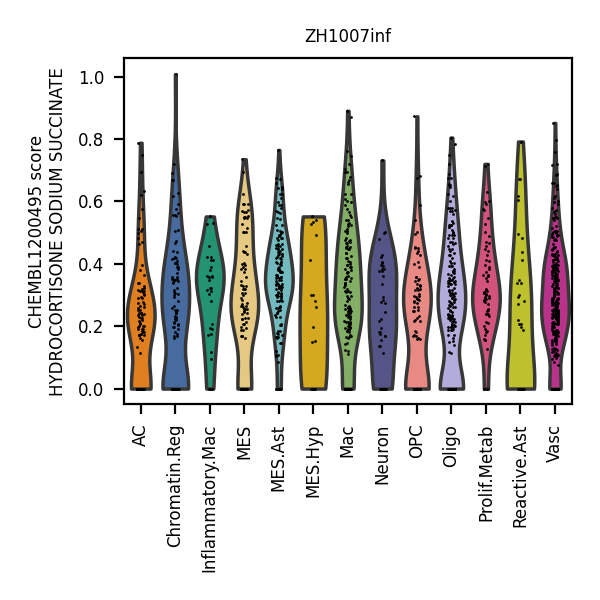 ZH1007inf
CHEMBL1200495 score
HYDROCORTISONE SODIUM SUCCINATE
1.0
0.8
0.6
0.4
0.2
0.0
AC
Chromatin.Reg
Inflammatory.Mac
MES
MES.Ast
MES.Hyp
Mac
Neuron
OPC
Oligo
Prolif.Metab
Reactive.Ast
Vasc